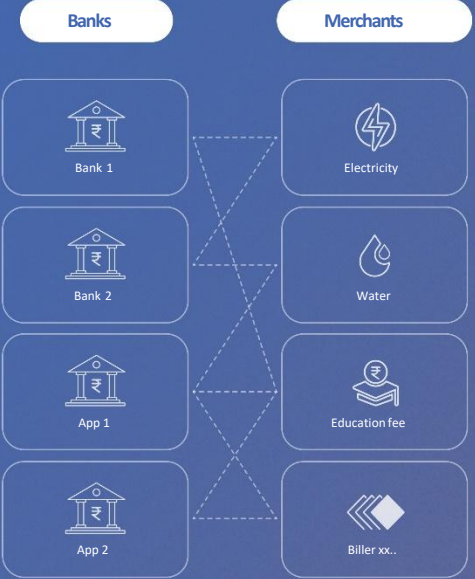 Banks Merchants
₹
Bank 1
Electricity
₹
Bank 2
Water
₹
₹
App 1
Education fee
₹
App 2
Biller xx..